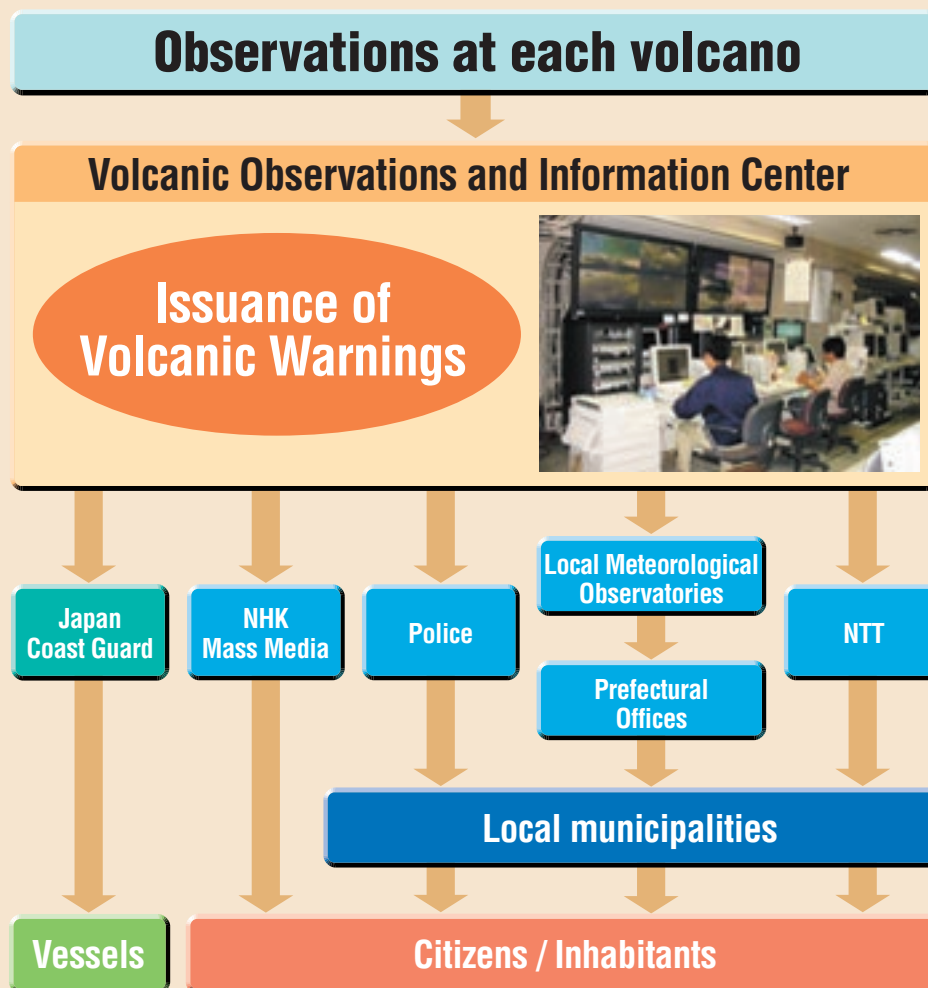 Observations at each volcano
Volcanic Observations and Information Center
Issuance of
Volcanic Warnings
Japan
Coast Guard
NHK
Mass Media
Police
Local Meteorological
Observatories
Prefectural
Offices
NTT
Local municipalities
Vessels
Citizens / Inhabitants